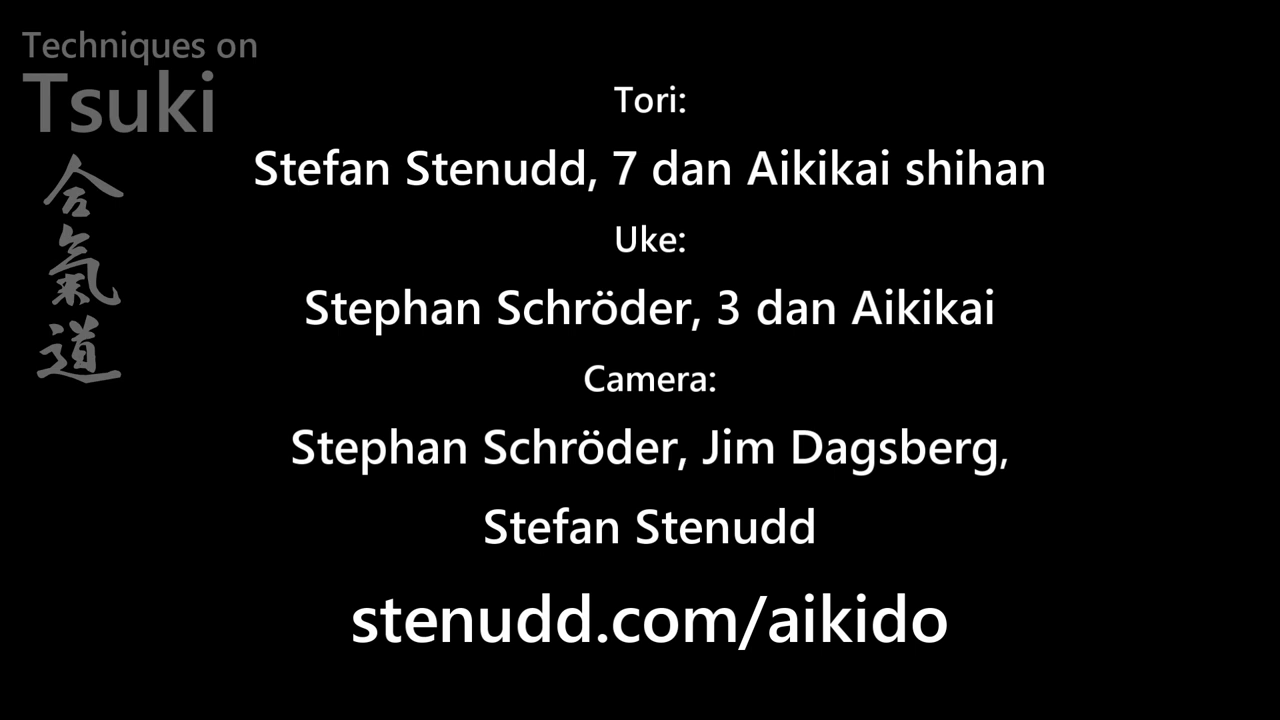 Techniques on
Tsuki
合氣道
Tori:
Stefan Stenudd, 7 dan Aikikai shihan
Uke:
Stephan Schröder, 3 dan Aikikai
Camera:
Stephan Schröder, Jim Dagsberg,
Stefan Stenudd
stenudd.com/aikido